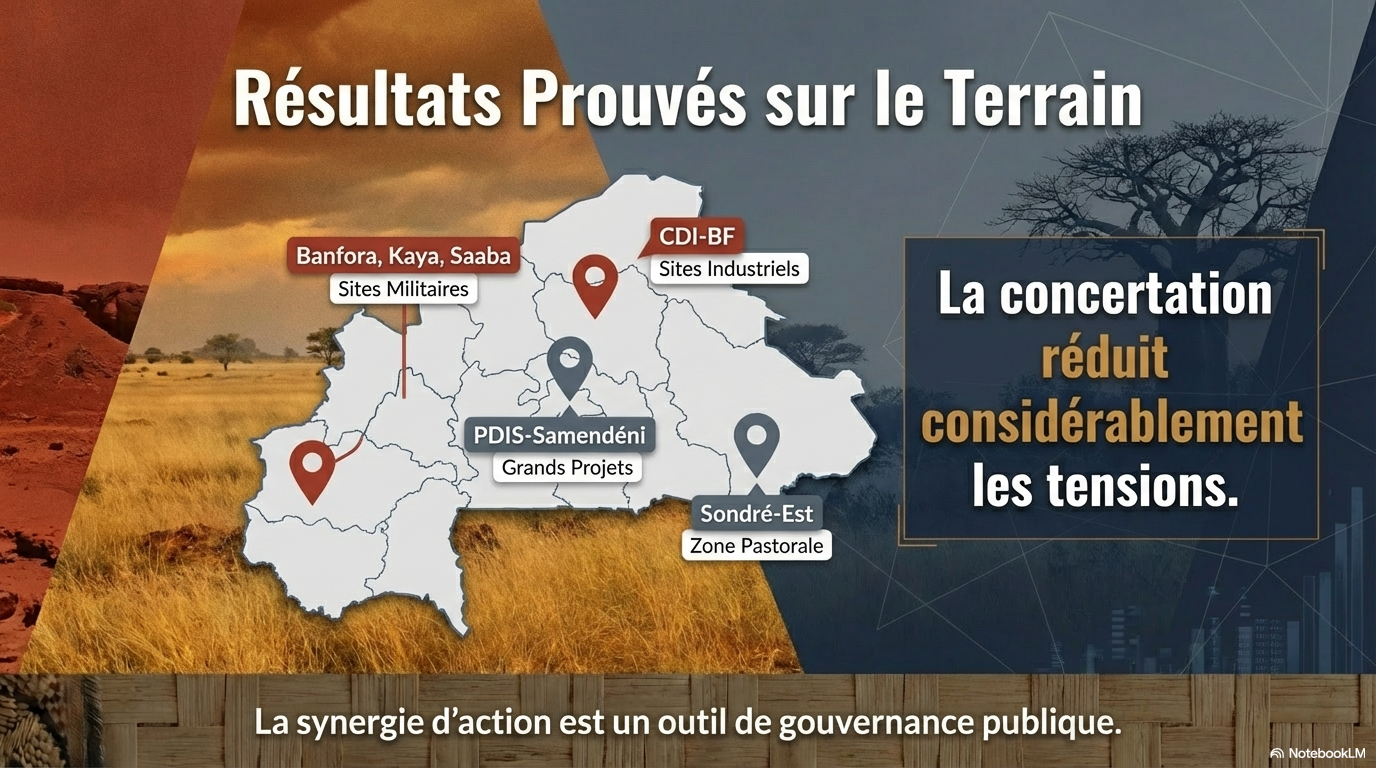 Résultats Prouvés sur le Terrain
Banfora, Kaya, Saaba
Sites Militaires
CDI-BF
Sites Industriels
PDIS-Samendéni
Grands Projets
Sondré-Est
Zone Pastorale
La concertation
réduit
considérablement
les tensions.
La synergie d'action est un outil de gouvernance publique.
NotebookLM